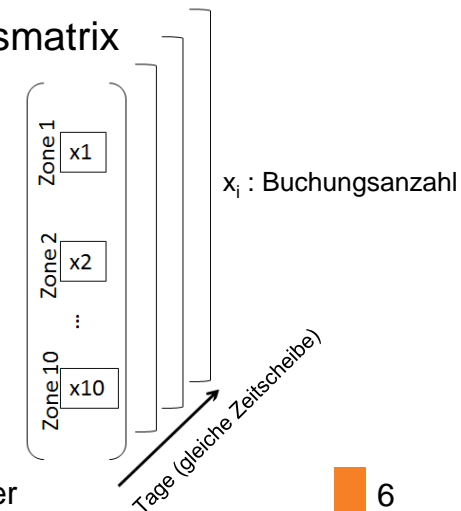 smatrix
Zone 1
x1
xᵢ : Buchungsanzahl
Zone 2
x2
...
Zone 10
x10
Tage (gleiche Zeitscheibe)
er
6